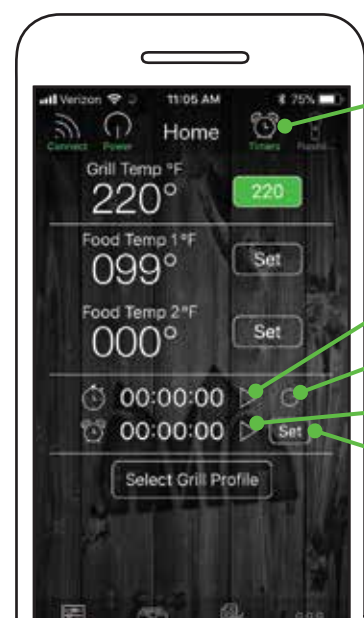 Verizon 11:05 AM 75%
Connect Power Home Timers
Grill Temp °F
220° 220
Food Temp 1 °F
099° Set
Food Temp 2 °F
000° Set
00:00:00
00:00:00 Set
Select Grill Profile